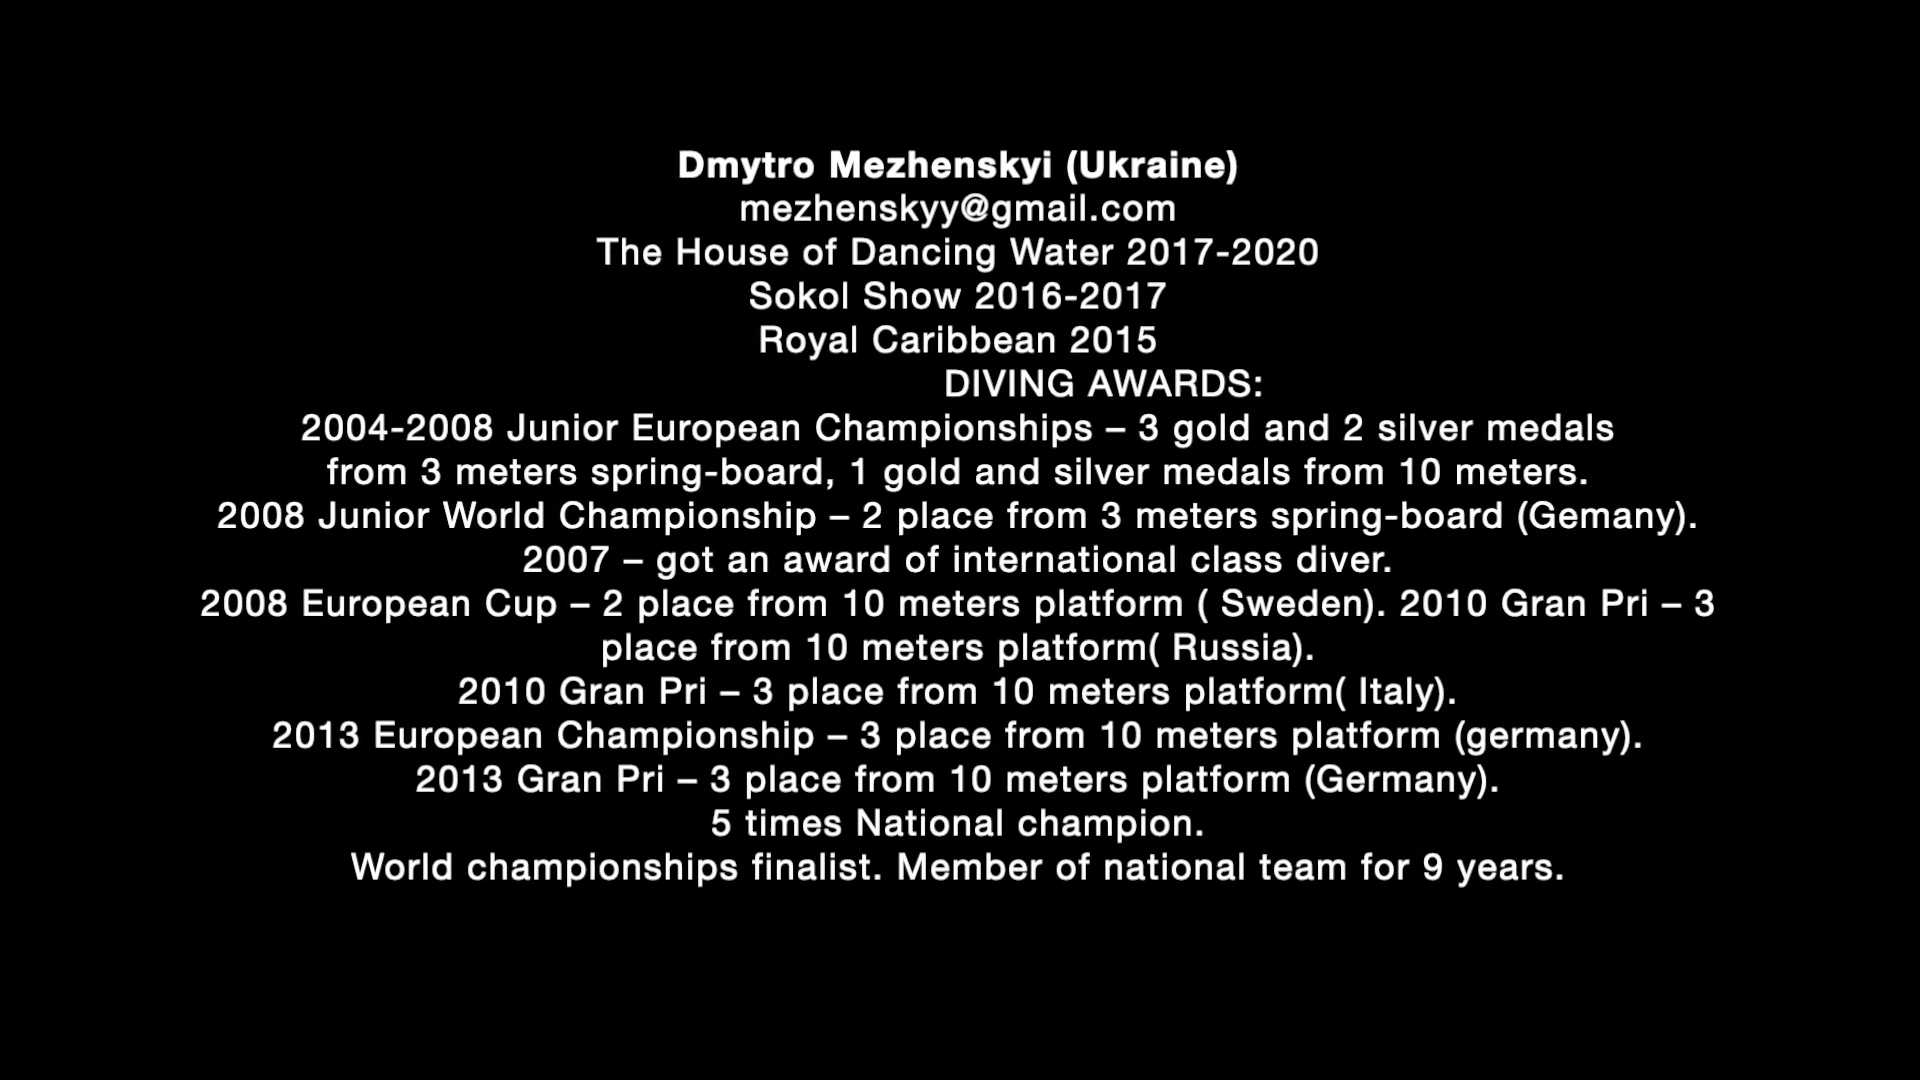 Dmytro Mezhenskyi (Ukraine)
mezhenskyy@gmail.com
The House of Dancing Water 2017-2020
Sokol Show 2016-2017
Royal Caribbean 2015
DIVING AWARDS:
2004-2008 Junior European Championships – 3 gold and 2 silver medals
from 3 meters spring-board, 1 gold and silver medals from 10 meters.
2008 Junior World Championship – 2 place from 3 meters spring-board (Gemany).
2007 – got an award of international class diver.
2008 European Cup – 2 place from 10 meters platform ( Sweden). 2010 Gran Pri – 3
place from 10 meters platform( Russia).
2010 Gran Pri – 3 place from 10 meters platform( Italy).
2013 European Championship – 3 place from 10 meters platform (germany).
2013 Gran Pri – 3 place from 10 meters platform (Germany).
5 times National champion.
World championships finalist. Member of national team for 9 years.